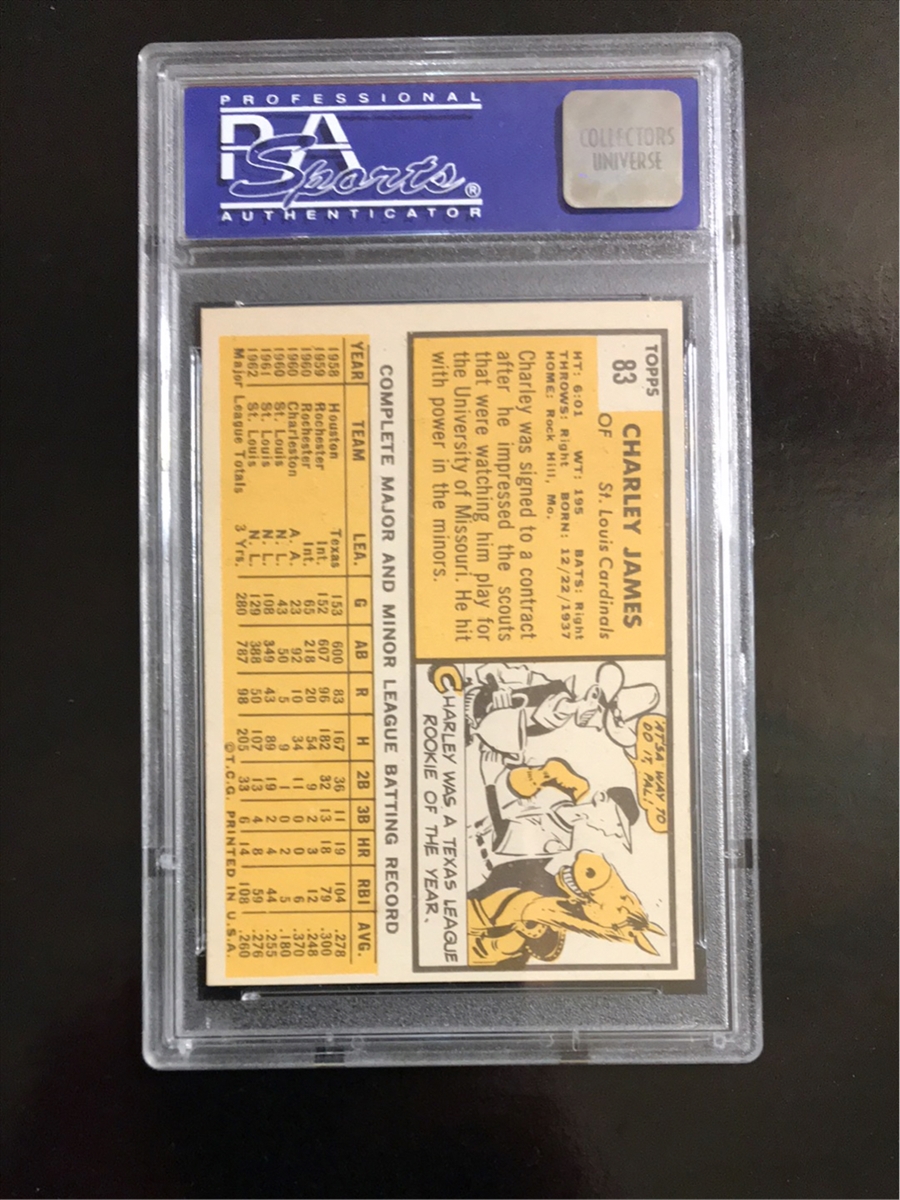 PROFESSIONAL
PSA
Sports®
AUTHENTICATOR
COLLECTORS
UNIVERSE
TOPPS
83
CHARLEY JAMES
OF St. Louis Cardinals
HT: 6:01 WT: 195 BATS: Right
THROWS: Right BORN: 12/22/1937
HOME: Rock Hill, Mo.
Charley was signed to a contract
after he impressed the scouts
that were watching him play for
the University of Missouri. He hit
with power in the minors.
'AT'SA WAY TO
DO IT, PAL!
CHARLEY WAS A TEXAS LEAGUE
ROOKIE OF THE YEAR.
COMPLETE MAJOR AND MINOR LEAGUE BATTING RECORD
YEAR TEAM LEA. G AB R H 2B 3B HR RBI AVG.
1958 Houston Texas 153 600 83 167 36 11 19 104 .278
1959 Rochester Int. 152 607 96 182 32 13 18 79 .300
1960 Rochester Int. 65 218 20 54 9 2 3 12 .248
1960 Charleston A. A. 23 92 10 34 11 0 0 6 .370
1960 St. Louis N. L. 43 50 5 9 1 0 2 5 .180
1961 St. Louis N. L. 108 349 43 89 19 2 4 44 .255
1962 St. Louis N. L. 129 388 50 107 13 4 8 59 .276
Major League Totals 3 Yrs. 280 787 98 205 33 6 14 108 .260
©T.C.G. PRINTED IN U.S.A.